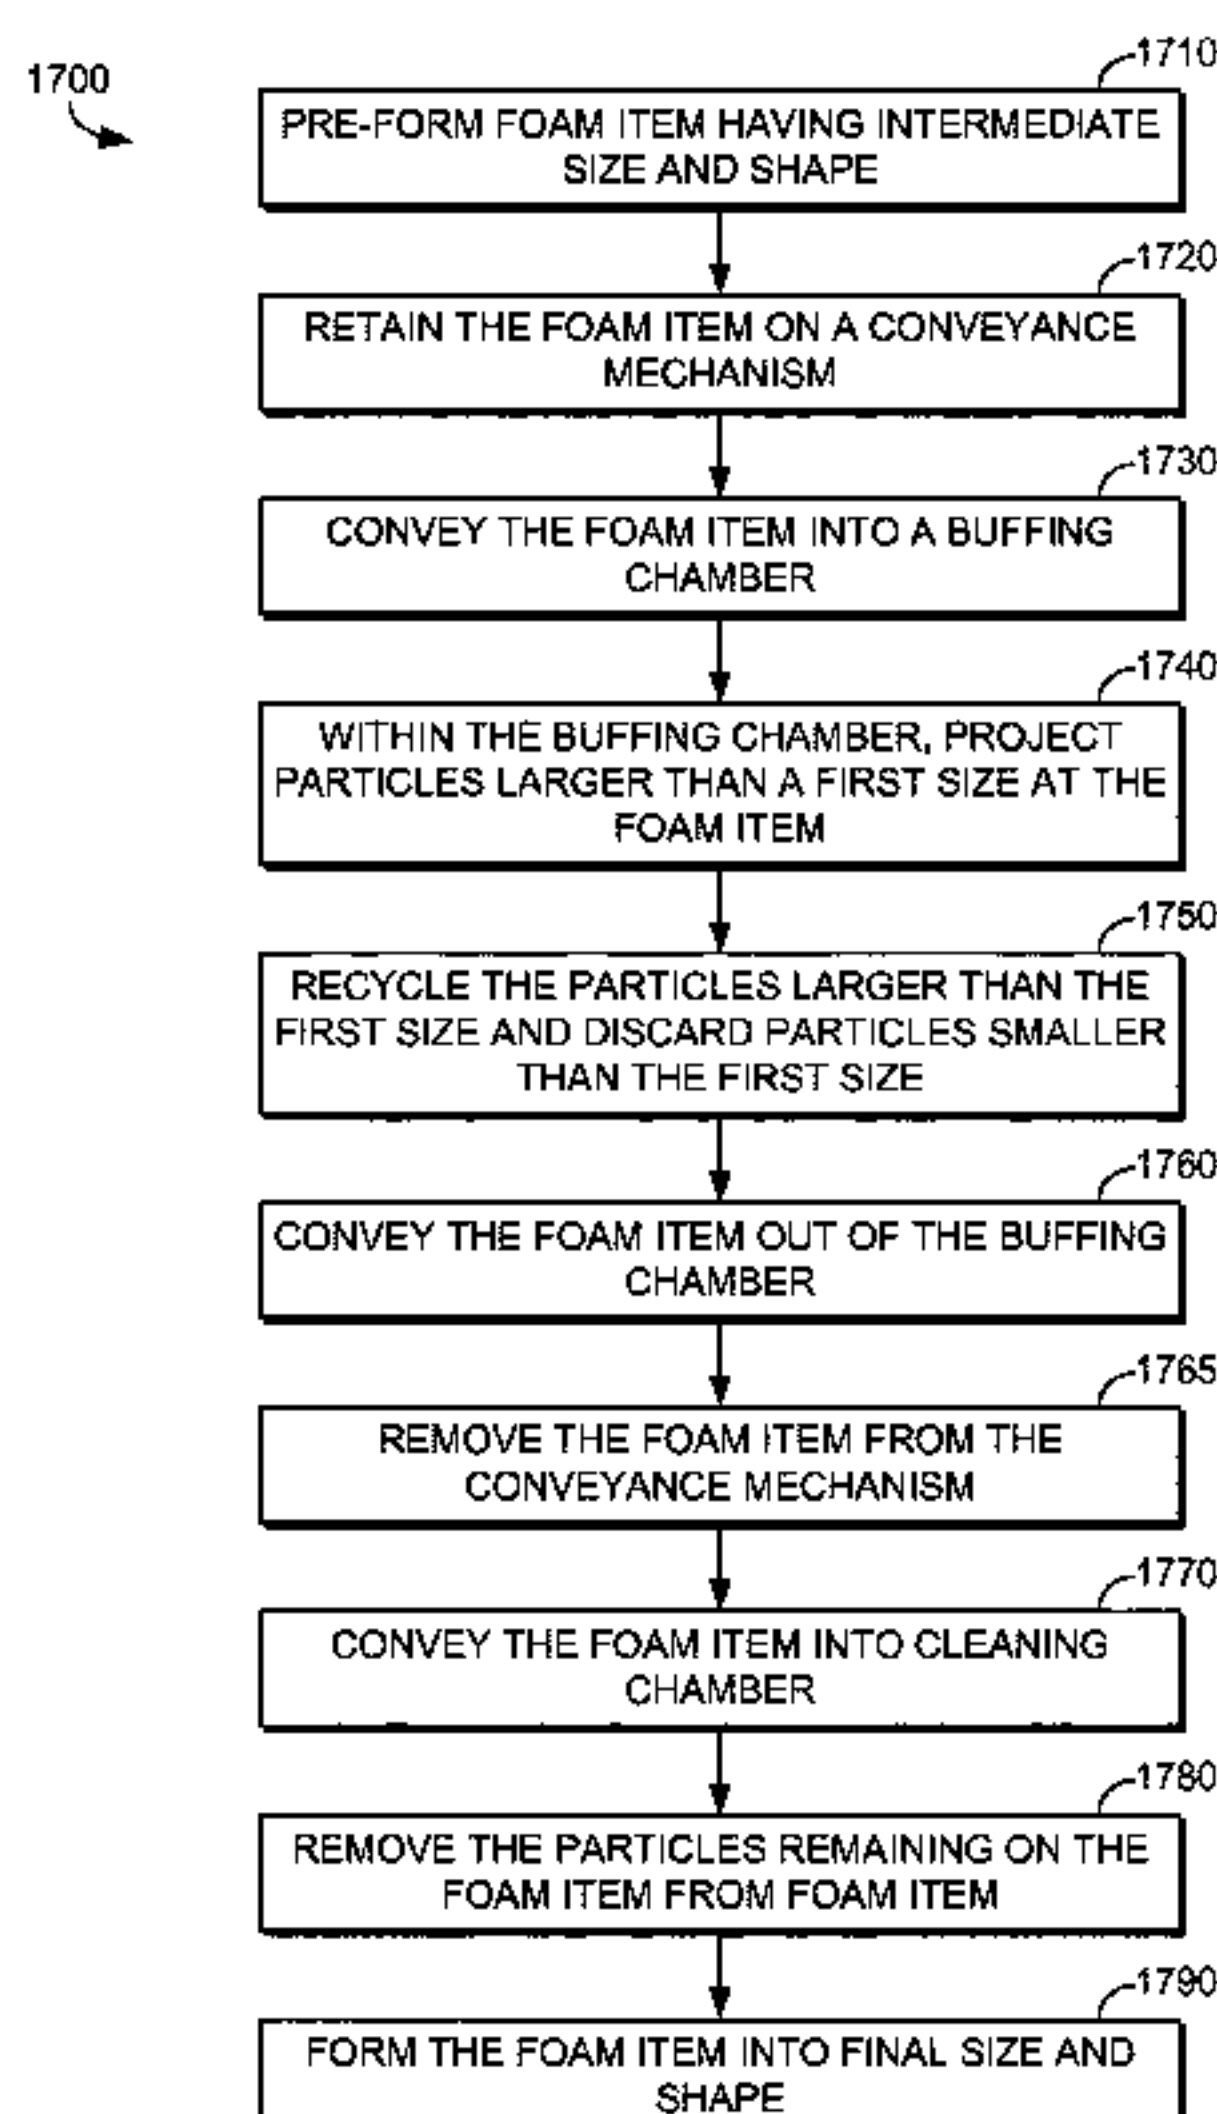 1700
1710
PRE-FORM FOAM ITEM HAVING INTERMEDIATE
SIZE AND SHAPE
1720
RETAIN THE FOAM ITEM ON A CONVEYANCE
MECHANISM
1730
CONVEY THE FOAM ITEM INTO A BUFFING
CHAMBER
1740
WITHIN THE BUFFING CHAMBER, PROJECT
PARTICLES LARGER THAN A FIRST SIZE AT THE
FOAM ITEM
1750
RECYCLE THE PARTICLES LARGER THAN THE
FIRST SIZE AND DISCARD PARTICLES SMALLER
THAN THE FIRST SIZE
1760
CONVEY THE FOAM ITEM OUT OF THE BUFFING
CHAMBER
1765
REMOVE THE FOAM ITEM FROM THE
CONVEYANCE MECHANISM
1770
CONVEY THE FOAM ITEM INTO CLEANING
CHAMBER
1780
REMOVE THE PARTICLES REMAINING ON THE
FOAM ITEM FROM FOAM ITEM
1790
FORM THE FOAM ITEM INTO FINAL SIZE AND
SHAPE